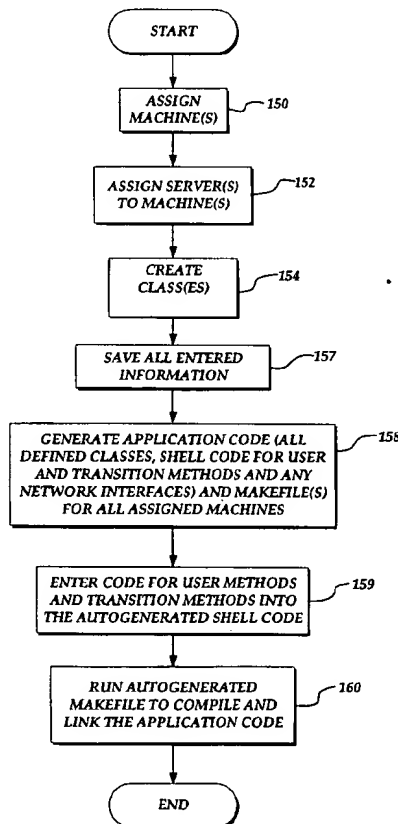 START
ASSIGN
MACHINE(S)
150
ASSIGN SERVER(S)
TO MACHINE(S)
152
CREATE
CLASS(ES)
154
SAVE ALL ENTERED
INFORMATION
157
GENERATE APPLICATION CODE (ALL
DEFINED CLASSES, SHELL CODE FOR USER
AND TRANSITION METHODS AND ANY
NETWORK INTERFACES) AND MAKEFILE(S)
FOR ALL ASSIGNED MACHINES
158
ENTER CODE FOR USER METHODS
AND TRANSITION METHODS INTO
THE AUTOGENERATED SHELL CODE
159
RUN AUTOGENERATED
MAKEFILE TO COMPILE AND
LINK THE APPLICATION CODE
160
END